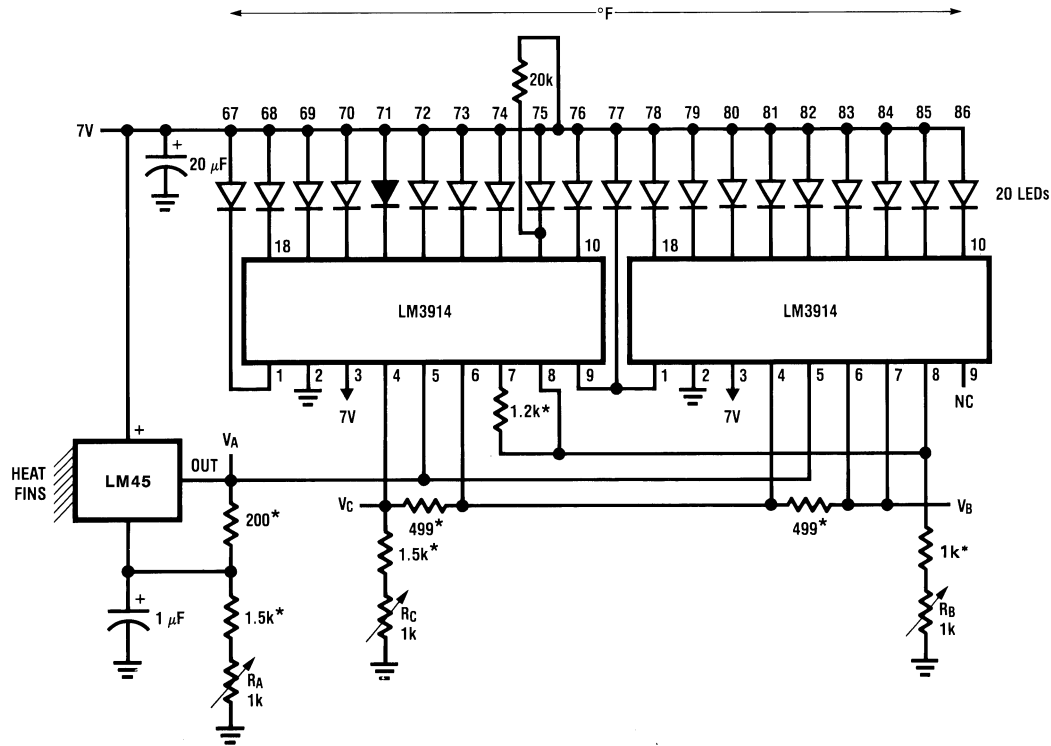 °F
20k
67 68 69 70 71 72 73 74 75 76 77 78 79 80 81 82 83 84 85 86
7V
+
20 μF
20 LEDs
18 10 18 10
LM3914 LM3914
1 2 3 4 5 6 7 8 9 1 2 3 4 5 6 7 8 9
7V 1.2k* 7V NC
+
VA
HEAT
FINS
LM45
OUT
200*
VC 499* 499* VB
1.5k* 1k*
+
1 μF
1.5k*
RC
1k
RB
1k
RA
1k